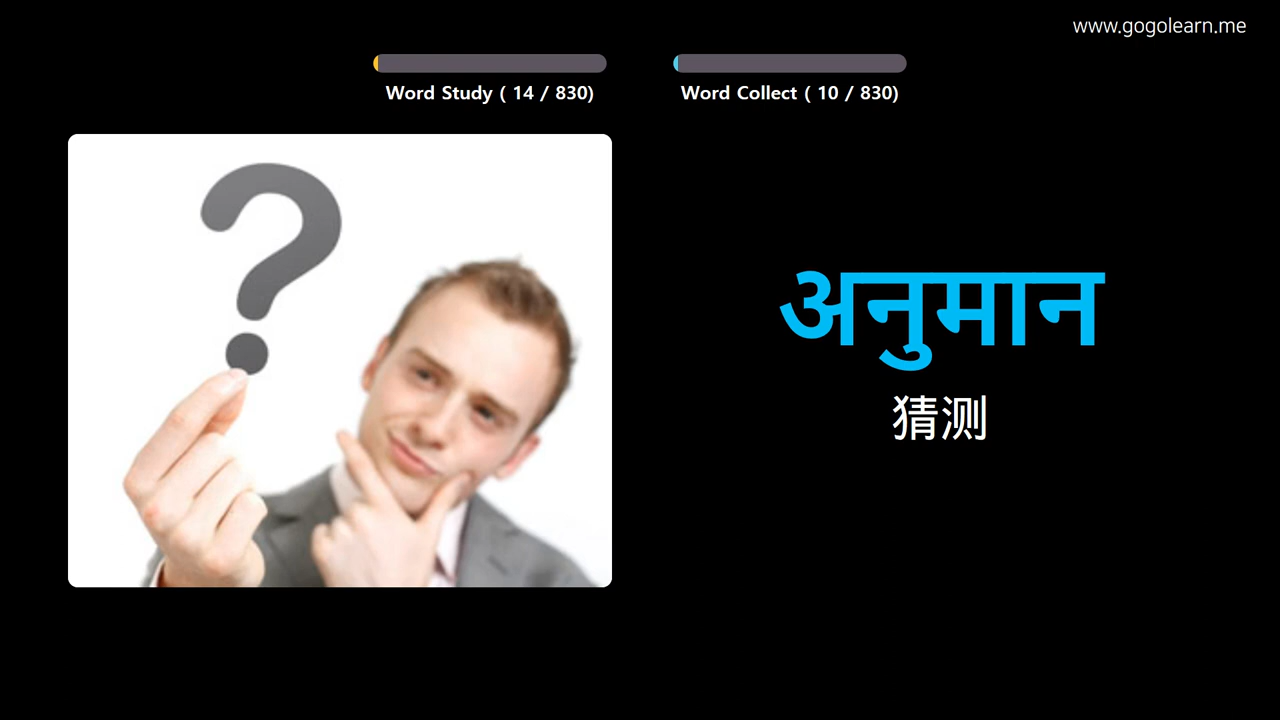 www.gogolearn.me
Word Study ( 14 / 830)
Word Collect ( 10 / 830)
?
अनुमान
猜测